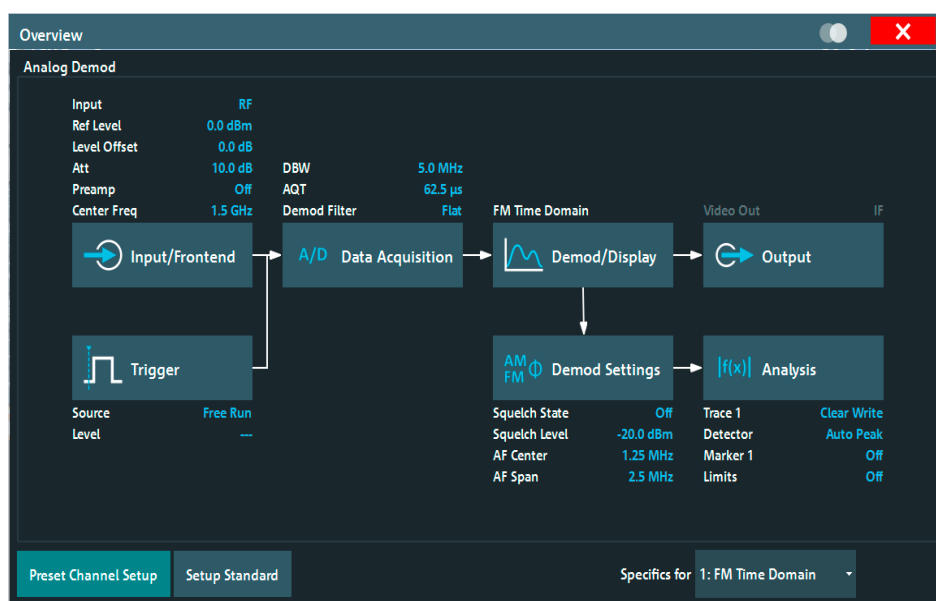 Overview
Analog Demod
Input RF
Ref Level 0.0 dBm
Level Offset 0.0 dB
Att 10.0 dB
Preamp Off
Center Freq 1.5 GHz
DBW 5.0 MHz
AQT 62.5 µs
Demod Filter Flat
FM Time Domain
Video Out IF
Input/Frontend
A/D Data Acquisition
Demod/Display
Output
Trigger
AM FM Φ Demod Settings
|f(x)| Analysis
Source Free Run
Level ---
Squelch State Off
Squelch Level -20.0 dBm
AF Center 1.25 MHz
AF Span 2.5 MHz
Trace 1 Clear Write
Detector Auto Peak
Marker 1 Off
Limits Off
Preset Channel Setup
Setup Standard
Specifics for 1: FM Time Domain